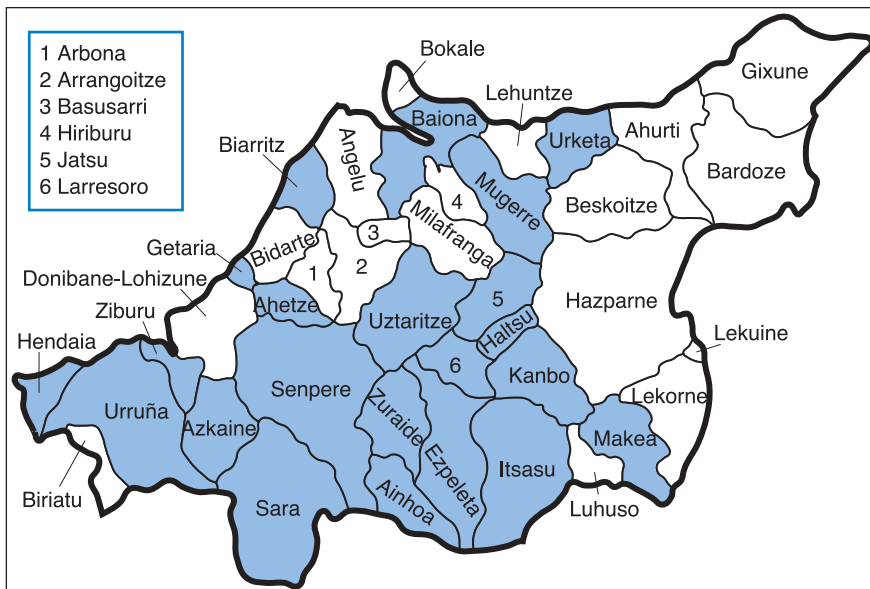 1 Arbona
2 Arrangoitze
3 Basusarri
4 Hiriburu
5 Jatsu
6 Larresoro
Bokale
Lehuntze
Gixune
Baiona
Urketa
Ahurti
Angelu
Biarritz
Bardoze
Mugerre
4
Beskoitze
Milafranga
3
Bidarte
Getaria
1
2
Donibane-Lohizune
Ahetze
5
Hazparne
Ziburu
Uztaritze
Haltsu
Lekuine
Hendaia
6
Kanbo
Senpere
Lekorne
Urruña
Zuraide
Azkaine
Makea
Ezpeleta
Itsasu
Biriatu
Ainhoa
Sara
Luhuso